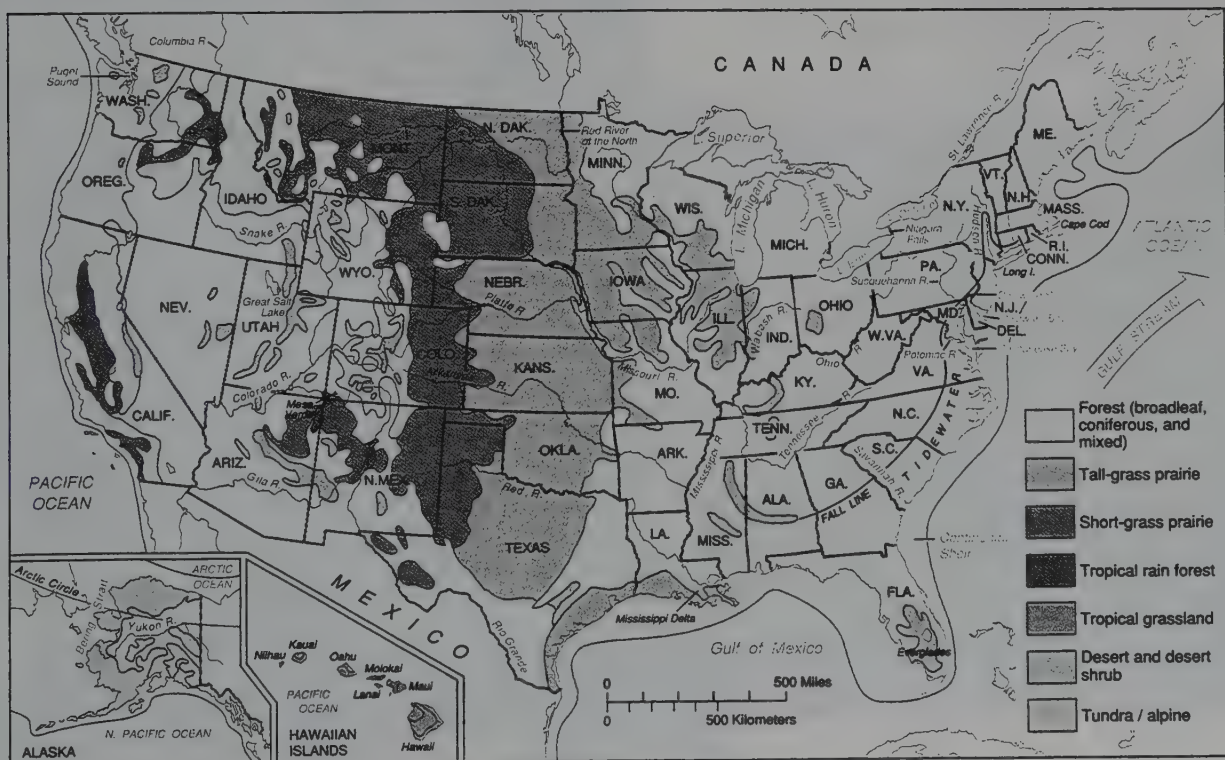 CANADA
Columbia R.
Puget
Sound
WASH.
OREG.
IDAHO
MONT.
N. DAK.
Red River
of the North
MINN.
L. Superior
WIS.
L. Michigan
L. Huron
MICH.
St. Lawrence R.
ME.
VT.
N.H.
N.Y.
Hudson R.
MASS.
Cape Cod
R.I.
CONN.
Long I.
Niagara
Falls
PA.
Susquehanna R.
N.J.
MD.
DEL.
ATLANTIC
OCEAN
GULF STREAM
S. DAK.
Snake R.
WYO.
NEBR.
Platte R.
IOWA
ILL.
IND.
Wabash R.
OHIO
Ohio R.
W.VA.
Potomac R.
VA.
NEV.
Great Salt
Lake
UTAH
COLO.
KANS.
Missouri R.
MO.
KY.
CALIF.
Colorado R.
Mesa
Verde
TENN.
Tennessee R.
N.C.
S.C.
Savannah R.
TIDEWATER
ARIZ.
Gila R.
N.MEX.
OKLA.
Red R.
ARK.
Mississippi R.
MISS.
ALA.
GA.
FALL LINE
PACIFIC
OCEAN
TEXAS
LA.
Mississippi Delta
FLA.
Everglades
Continental
Shelf
Gulf of Mexico
MEXICO
Rio Grande
0 500 Miles
0 500 Kilometers
Arctic Circle
ARCTIC
OCEAN
Bering Strait
Yukon R.
N. PACIFIC OCEAN
ALASKA
Kauai
Niihau
Oahu
Molokai
Lanai
Maui
Hawaii
PACIFIC
OCEAN
HAWAIIAN
ISLANDS
Forest (broadleaf,
coniferous, and
mixed)
Tall-grass prairie
Short-grass prairie
Tropical rain forest
Tropical grassland
Desert and desert
shrub
Tundra / alpine